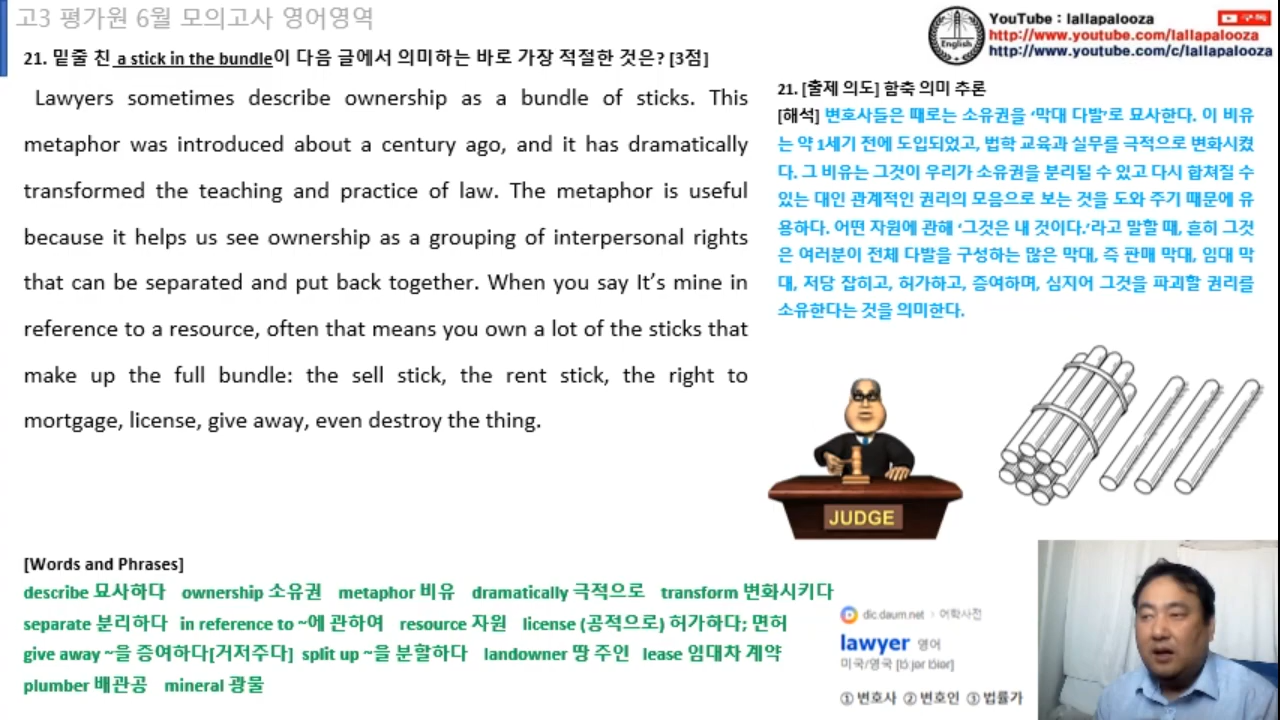 고3 평가원 6월 모의고사 영어영역
YouTube : lallapalooza
구독
http://www.youtube.com/lallapalooza
http://www.youtube.com/c/lallapalooza
English
21. 밑줄 친 a stick in the bundle이 다음 글에서 의미하는 바로 가장 적절한 것은? [3점]
Lawyers sometimes describe ownership as a bundle of sticks. This
metaphor was introduced about a century ago, and it has dramatically
transformed the teaching and practice of law. The metaphor is useful
because it helps us see ownership as a grouping of interpersonal rights
that can be separated and put back together. When you say It’s mine in
reference to a resource, often that means you own a lot of the sticks that
make up the full bundle: the sell stick, the rent stick, the right to
mortgage, license, give away, even destroy the thing.
21. [출제 의도] 함축 의미 추론
[해석] 변호사들은 때로는 소유권을 ‘막대 다발’로 묘사한다. 이 비유
는 약 1세기 전에 도입되었고, 법학 교육과 실무를 극적으로 변화시켰
다. 그 비유는 그것이 우리가 소유권을 분리될 수 있고 다시 합쳐질 수
있는 대인 관계적인 권리의 모음으로 보는 것을 도와 주기 때문에 유
용하다. 어떤 자원에 관해 ‘그것은 내 것이다.’라고 말할 때, 흔히 그것
은 여러분이 전체 다발을 구성하는 많은 막대, 즉 판매 막대, 임대 막
대, 저당 잡히고, 허가하고, 증여하며, 심지어 그것을 파괴할 권리를
소유한다는 것을 의미한다.
JUDGE
[Words and Phrases]
describe 묘사하다 ownership 소유권 metaphor 비유 dramatically 극적으로 transform 변화시키다
separate 분리하다 in reference to ~에 관하여 resource 자원 license (공적으로) 허가하다; 면허
give away ~을 증여하다[거저주다] split up ~을 분할하다 landowner 땅 주인 lease 임대차 계약
plumber 배관공 mineral 광물
dic.daum.net › 어학사전
lawyer 영어
미국/영국
① 변호사 ② 변호인 ③ 법률가